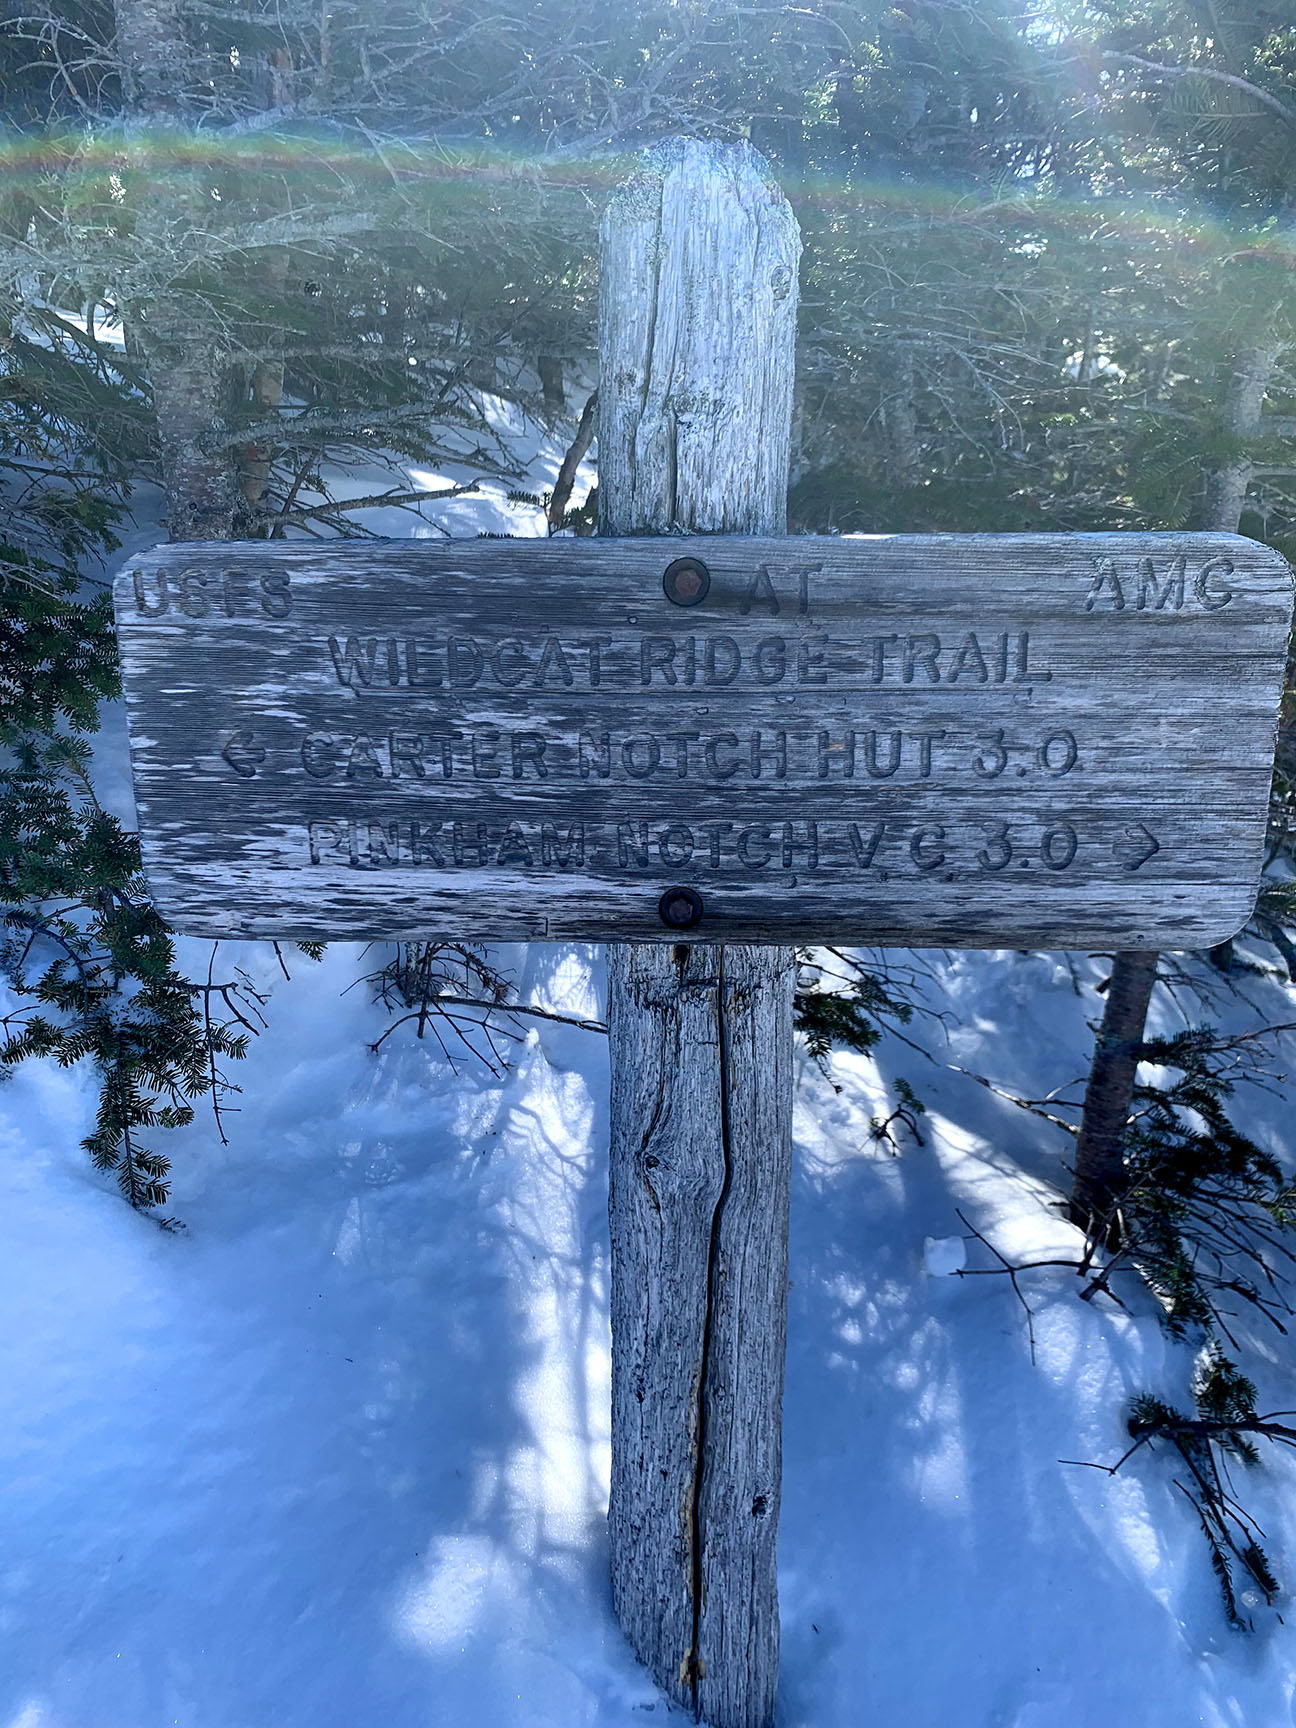 USFS AT AMC
WILDCAT RIDGE TRAIL
← CARTER NOTCH HUT 3.0
PINKHAM NOTCH V.C. 3.0 →